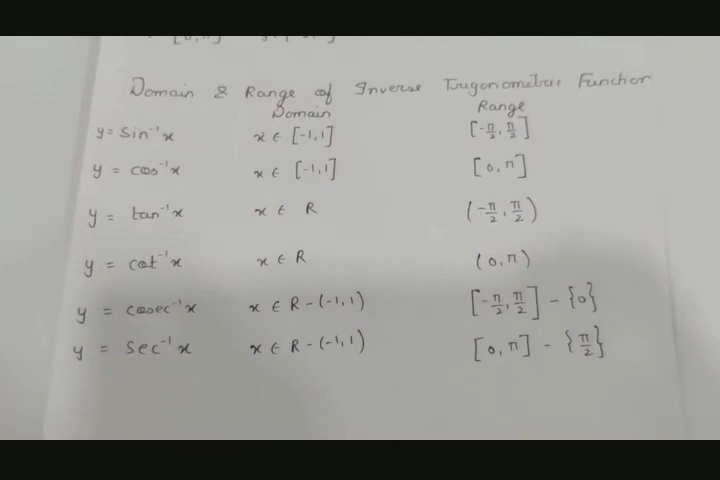 Domain & Range of Inverse Trigonometric Function
Domain Range
y = sin⁻¹x x ∈ [-1,1] [-π/2, π/2]
y = cos⁻¹x x ∈ [-1,1] [0, π]
y = tan⁻¹x x ∈ R (-π/2, π/2)
y = cot⁻¹x x ∈ R (0, π)
y = cosec⁻¹x x ∈ R - (-1,1) [-π/2, π/2] - {0}
y = sec⁻¹x x ∈ R - (-1,1) [0, π] - {π/2}